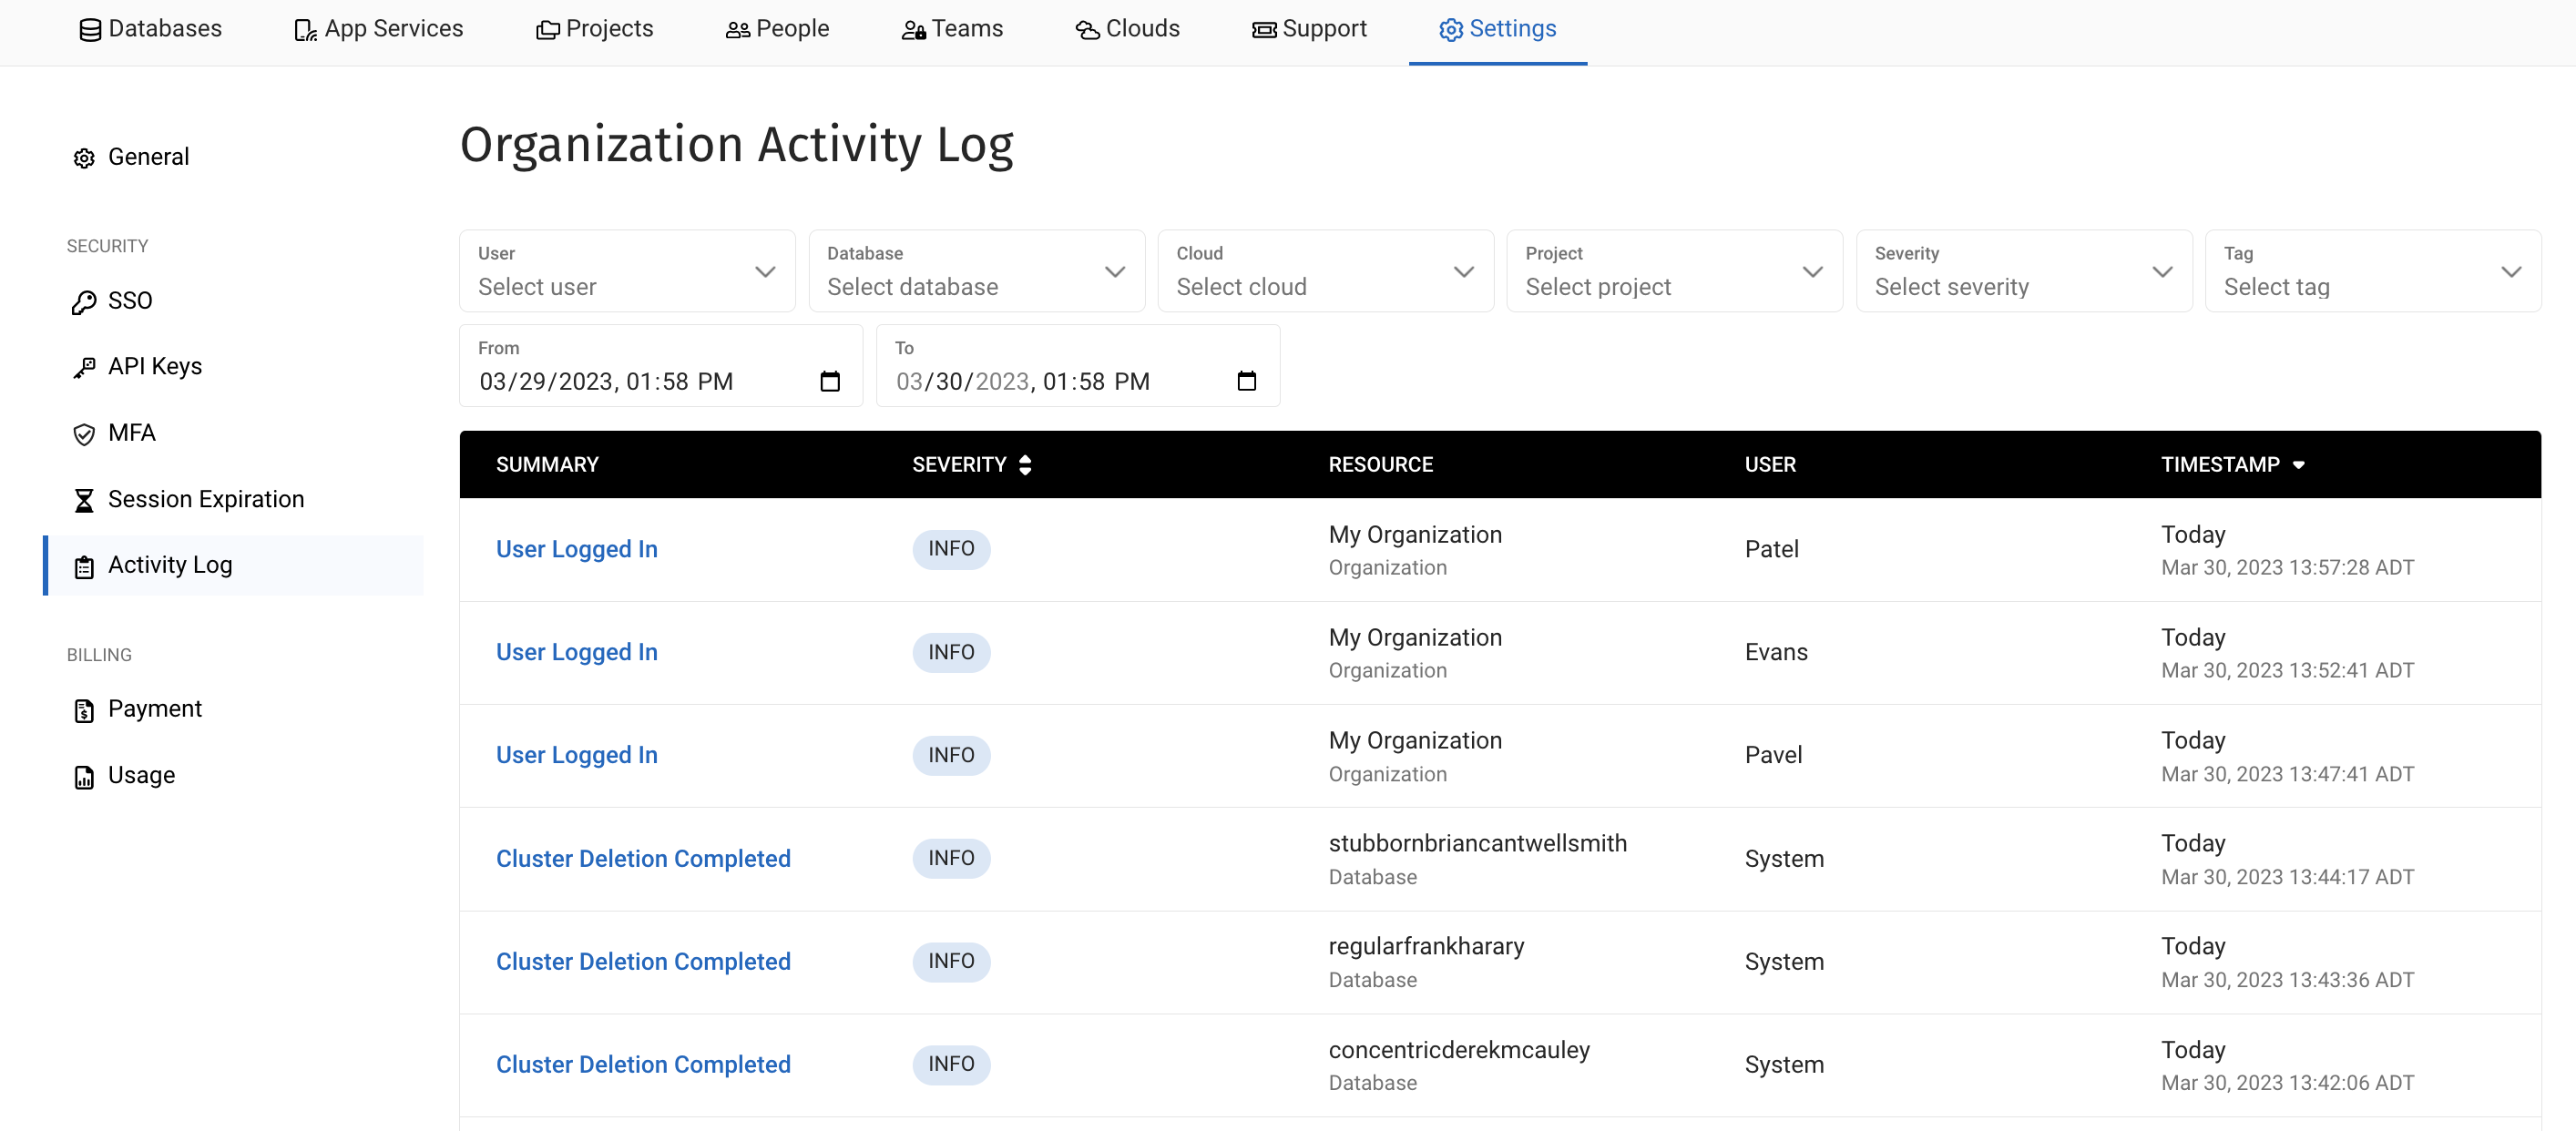 Databases App Services Projects People Teams Clouds Support Settings
General
SECURITY
SSO
API Keys
MFA
Session Expiration
Activity Log
BILLING
Payment
Usage
Organization Activity Log
User
Select user
Database
Select database
Cloud
Select cloud
Project
Select project
Severity
Select severity
Tag
Select tag
From
03/29/2023, 01:58 PM
To
03/30/2023, 01:58 PM
SUMMARY SEVERITY RESOURCE USER TIMESTAMP
User Logged In INFO My Organization Patel Today
Organization Mar 30, 2023 13:57:28 ADT
User Logged In INFO My Organization Evans Today
Organization Mar 30, 2023 13:52:41 ADT
User Logged In INFO My Organization Pavel Today
Organization Mar 30, 2023 13:47:41 ADT
Cluster Deletion Completed INFO stubbornbriancantwellsmith System Today
Database Mar 30, 2023 13:44:17 ADT
Cluster Deletion Completed INFO regularfrankharary System Today
Database Mar 30, 2023 13:43:36 ADT
Cluster Deletion Completed INFO concentricderekmcauley System Today
Database Mar 30, 2023 13:42:06 ADT